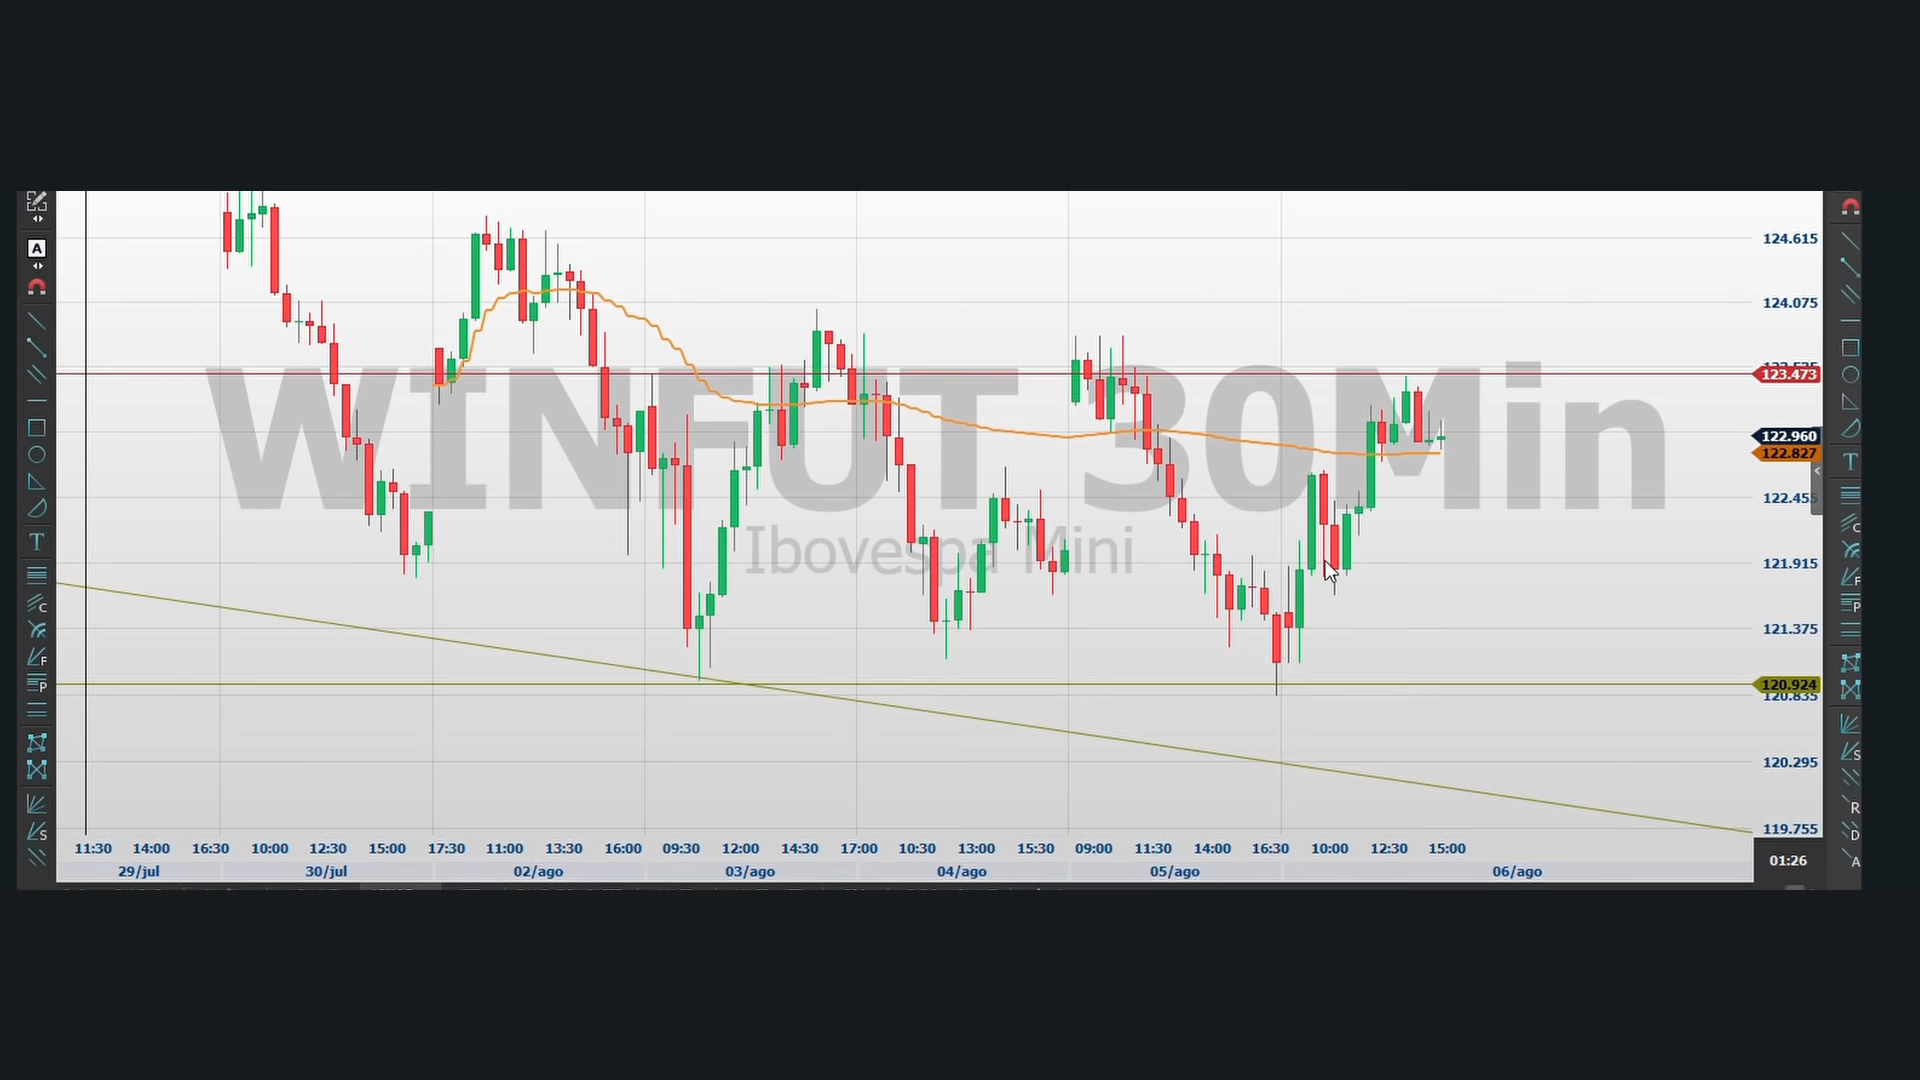 WINFUT 30Min
Ibovespa Mini
124.615
124.075
123.473
122.960
122.827
122.455
121.915
121.375
120.924
120.835
120.295
119.755
11:30 14:00 16:30 10:00 12:30 15:00 17:30 11:00 13:30 16:00 09:30 12:00 14:30 17:00 10:30 13:00 15:30 09:00 11:30 14:00 16:30 10:00 12:30 15:00
29/jul 30/jul 02/ago 03/ago 04/ago 05/ago 06/ago
01:26
A
T
C
F
P
S
T
C
F
P
S
R
D
A